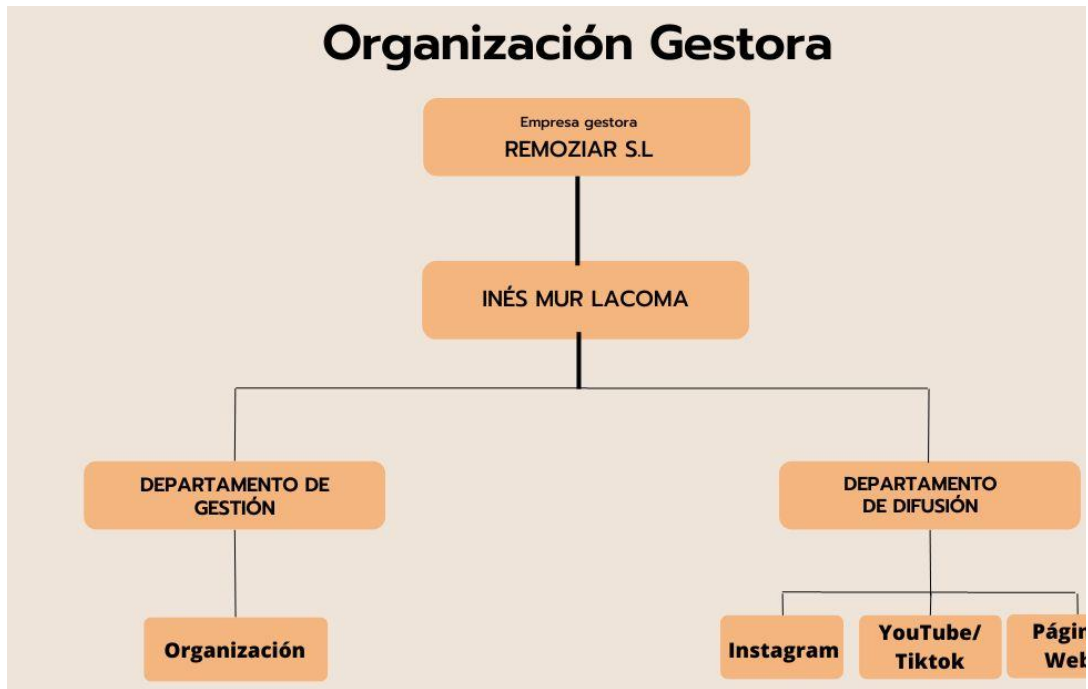 Organización Gestora
Empresa gestora
REMOZIAR S.L
INÉS MUR LACOMA
DEPARTAMENTO DE
GESTIÓN
DEPARTAMENTO
DE DIFUSIÓN
Organización
Instagram
YouTube/
Tiktok